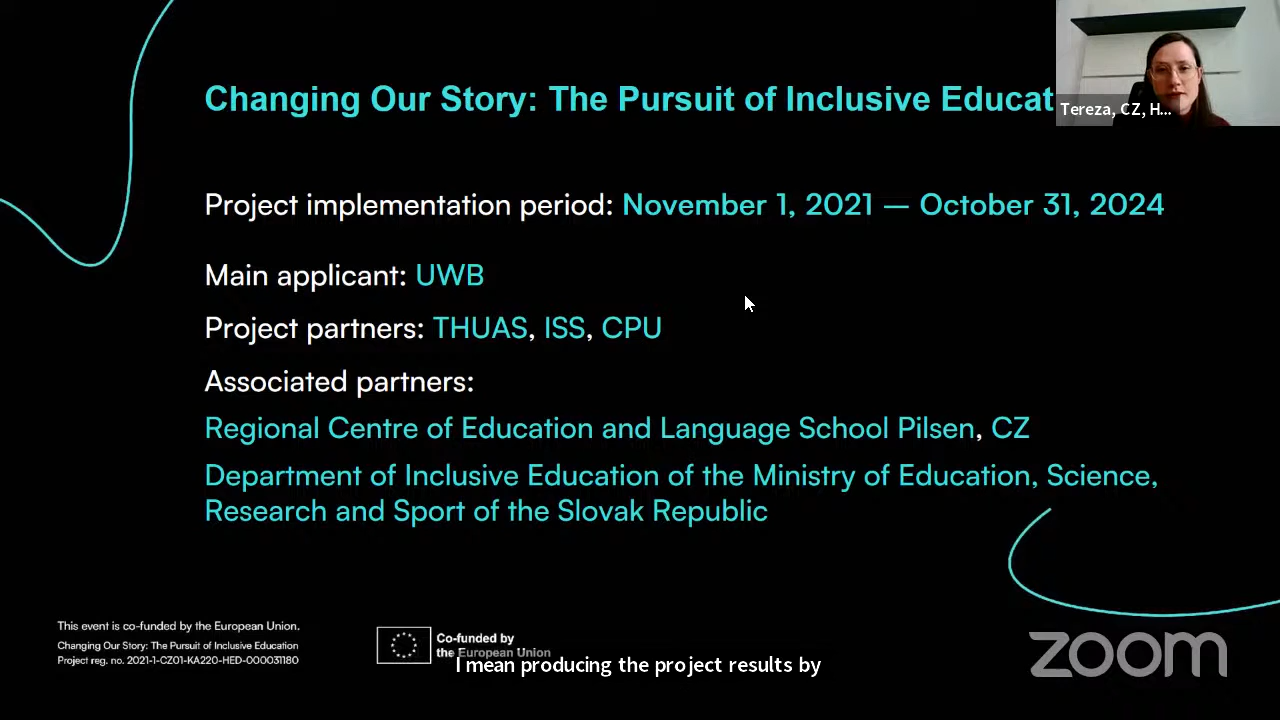 Changing Our Story: The Pursuit of Inclusive Educat
Tereza, CZ, H...
Project implementation period: November 1, 2021 — October 31, 2024
Main applicant: UWB
Project partners: THUAS, ISS, CPU
Associated partners:
Regional Centre of Education and Language School Pilsen, CZ
Department of Inclusive Education of the Ministry of Education, Science,
Research and Sport of the Slovak Republic
This event is co-funded by the European Union.
Changing Our Story: The Pursuit of Inclusive Education
Project reg. no. 2021-1-CZ01-KA220-HED-000031180
Co-funded by
the European Union
I mean producing the project results by
zoom